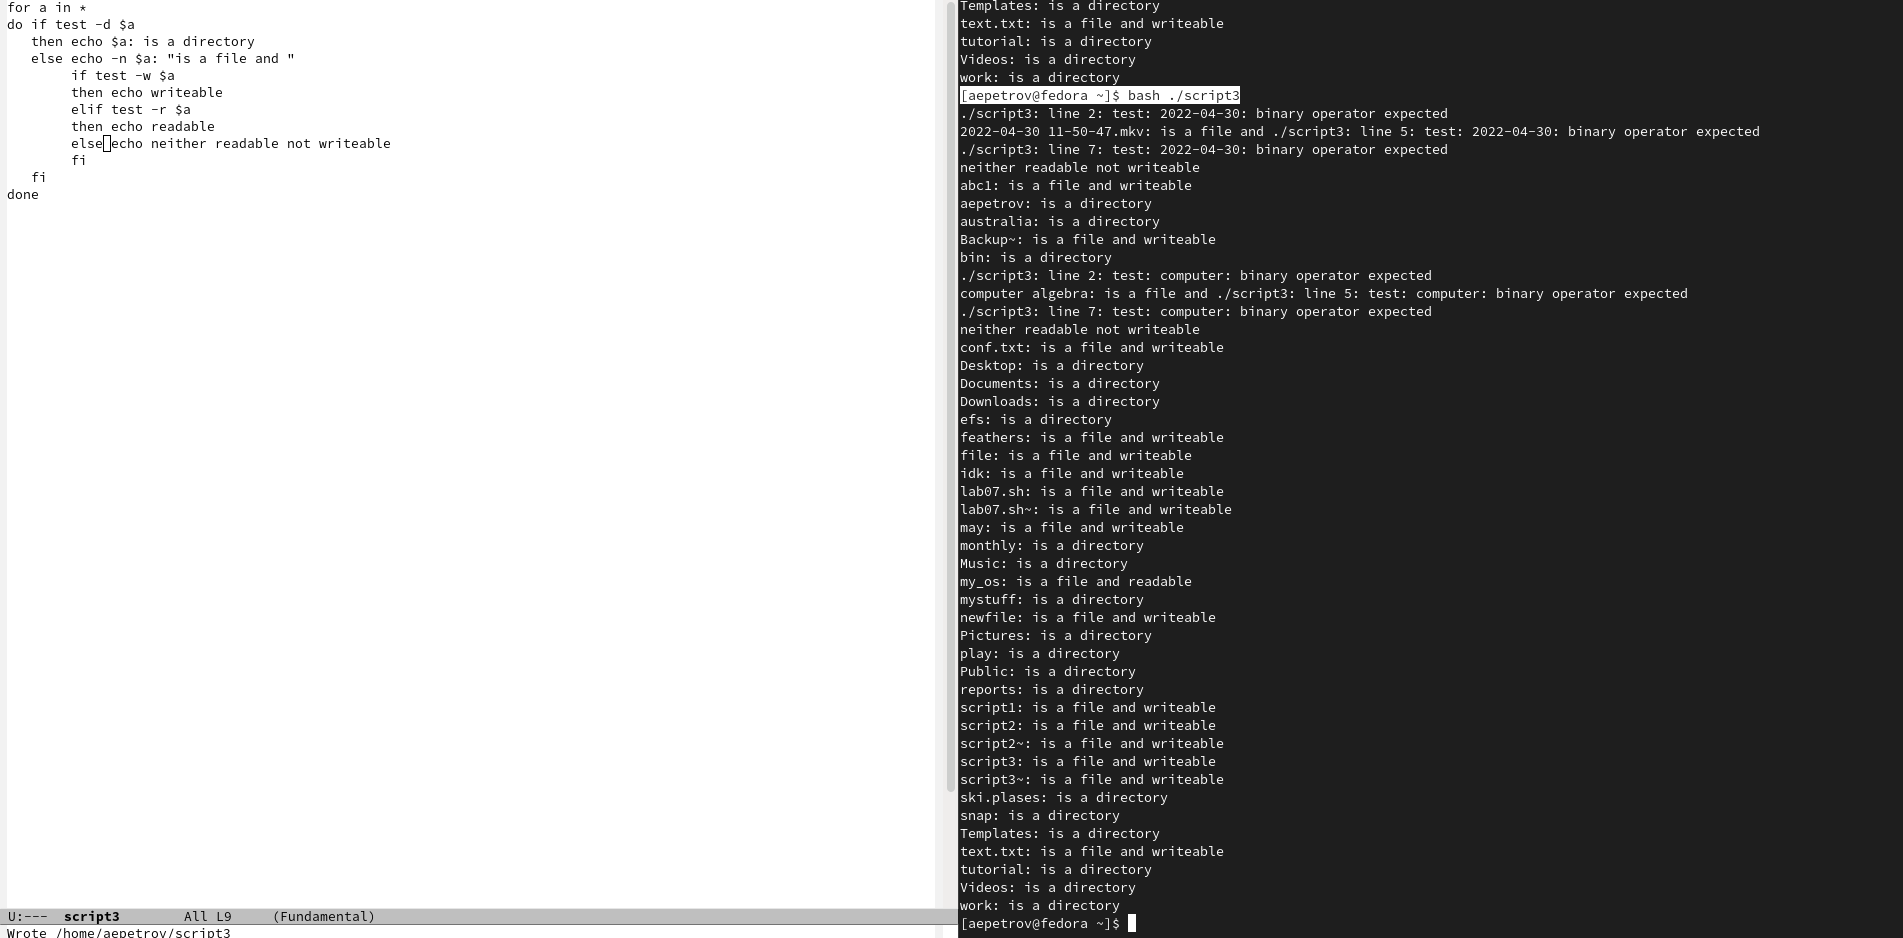 for a in *
do if test -d $a
   then echo $a: is a directory
   else echo -n $a: "is a file and "
        if test -w $a
        then echo writeable
        elif test -r $a
        then echo readable
        else echo neither readable not writeable
        fi
   fi
done
U:---  script3        All L9     (Fundamental)
Wrote /home/aepetrov/script3
Templates: is a directory
text.txt: is a file and writeable
tutorial: is a directory
Videos: is a directory
work: is a directory
[aepetrov@fedora ~]$ bash ./script3
./script3: line 2: test: 2022-04-30: binary operator expected
2022-04-30 11-50-47.mkv: is a file and ./script3: line 5: test: 2022-04-30: binary operator expected
./script3: line 7: test: 2022-04-30: binary operator expected
neither readable not writeable
abc1: is a file and writeable
aepetrov: is a directory
australia: is a directory
Backup~: is a file and writeable
bin: is a directory
./script3: line 2: test: computer: binary operator expected
computer algebra: is a file and ./script3: line 5: test: computer: binary operator expected
./script3: line 7: test: computer: binary operator expected
neither readable not writeable
conf.txt: is a file and writeable
Desktop: is a directory
Documents: is a directory
Downloads: is a directory
efs: is a directory
feathers: is a file and writeable
file: is a file and writeable
idk: is a file and writeable
lab07.sh: is a file and writeable
lab07.sh~: is a file and writeable
may: is a file and writeable
monthly: is a directory
Music: is a directory
my_os: is a file and readable
mystuff: is a directory
newfile: is a file and writeable
Pictures: is a directory
play: is a directory
Public: is a directory
reports: is a directory
script1: is a file and writeable
script2: is a file and writeable
script2~: is a file and writeable
script3: is a file and writeable
script3~: is a file and writeable
ski.plases: is a directory
snap: is a directory
Templates: is a directory
text.txt: is a file and writeable
tutorial: is a directory
Videos: is a directory
work: is a directory
[aepetrov@fedora ~]$